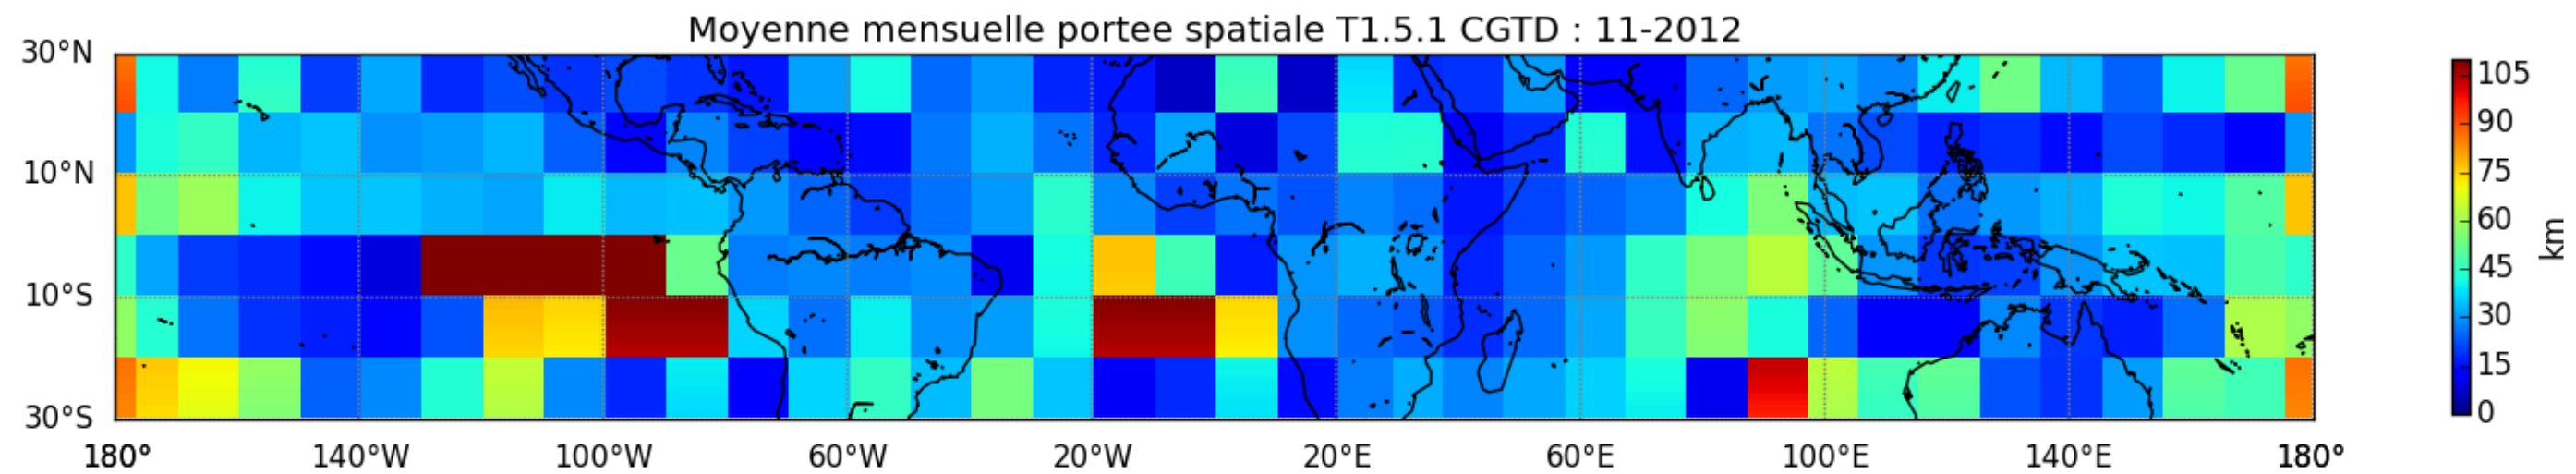 Moyenne mensuelle portee spatiale T1.5.1 CGTD : 11-2012
30°N
10°N
10°S
30°S
180° 140°W 100°W 60°W 20°W 20°E 60°E 100°E 140°E 180°
105
90
75
60
45
30
15
0
km